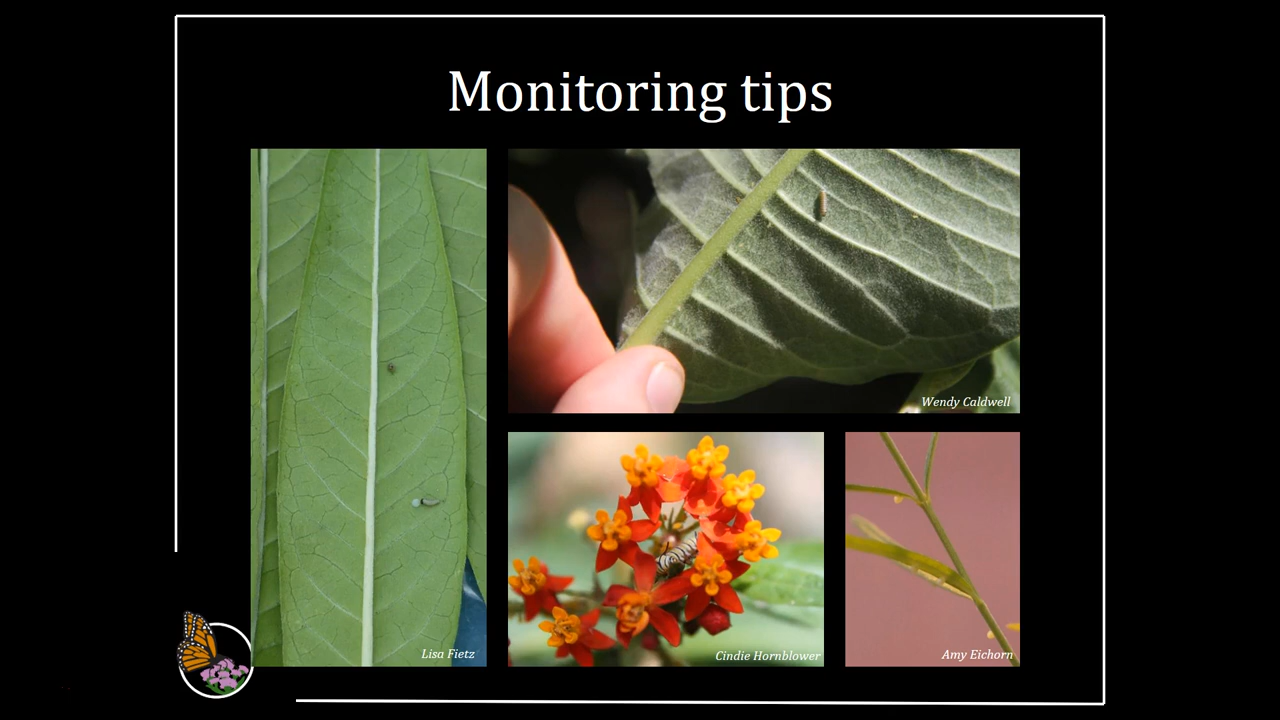 Monitoring tips
Wendy Caldwell
Lisa Fietz
Cindie Hornblower
Amy Eichorn